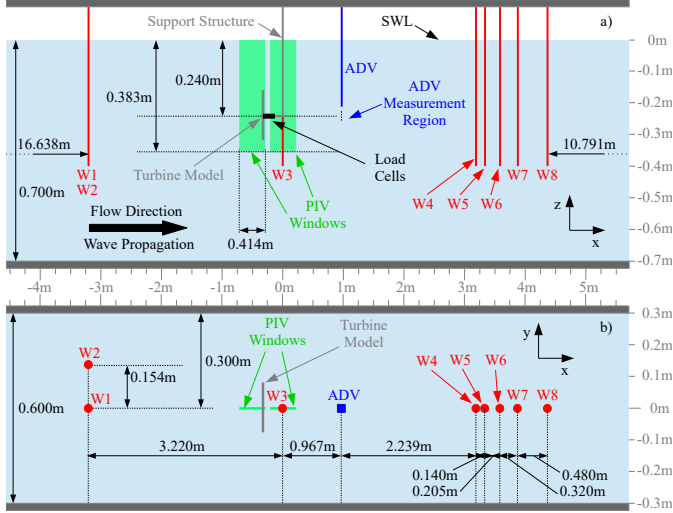 Support Structure
SWL
a)
0m
-0.1m
-0.2m
-0.3m
-0.4m
-0.5m
-0.6m
-0.7m
ADV
0.240m
0.383m
ADV
Measurement
Region
16.638m
10.791m
Turbine Model
Load
Cells
W1
W2
W3
W4
W5
W6
W7
W8
0.700m
PIV
Windows
Flow Direction
Wave Propagation
0.414m
z
x
-4m
-3m
-2m
-1m
0m
1m
2m
3m
4m
5m
b)
0.3m
0.2m
0.1m
0m
-0.1m
-0.2m
-0.3m
PIV
Windows
Turbine
Model
y
x
W2
0.154m
0.300m
0.600m
W1
W3
ADV
W4
W5
W6
W7
W8
3.220m
0.967m
2.239m
0.140m
0.205m
0.320m
0.480m